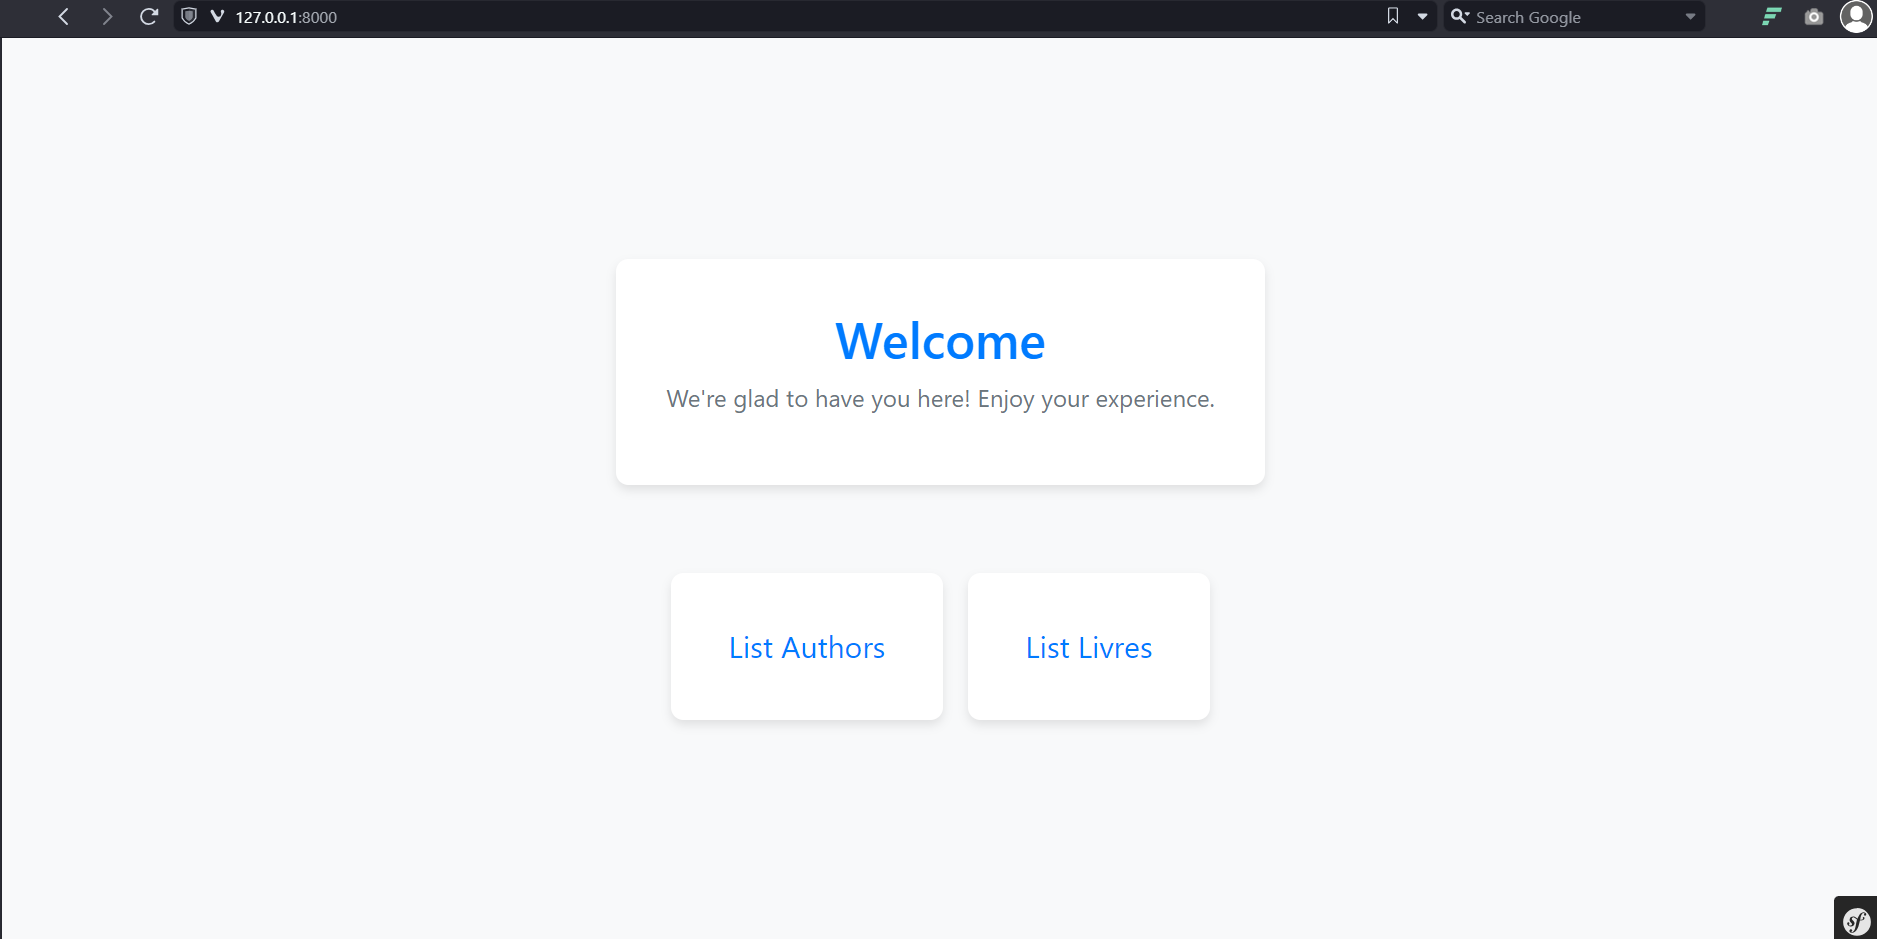 127.0.0.1:8000
Search Google
Welcome
We're glad to have you here! Enjoy your experience.
List Authors
List Livres
sf